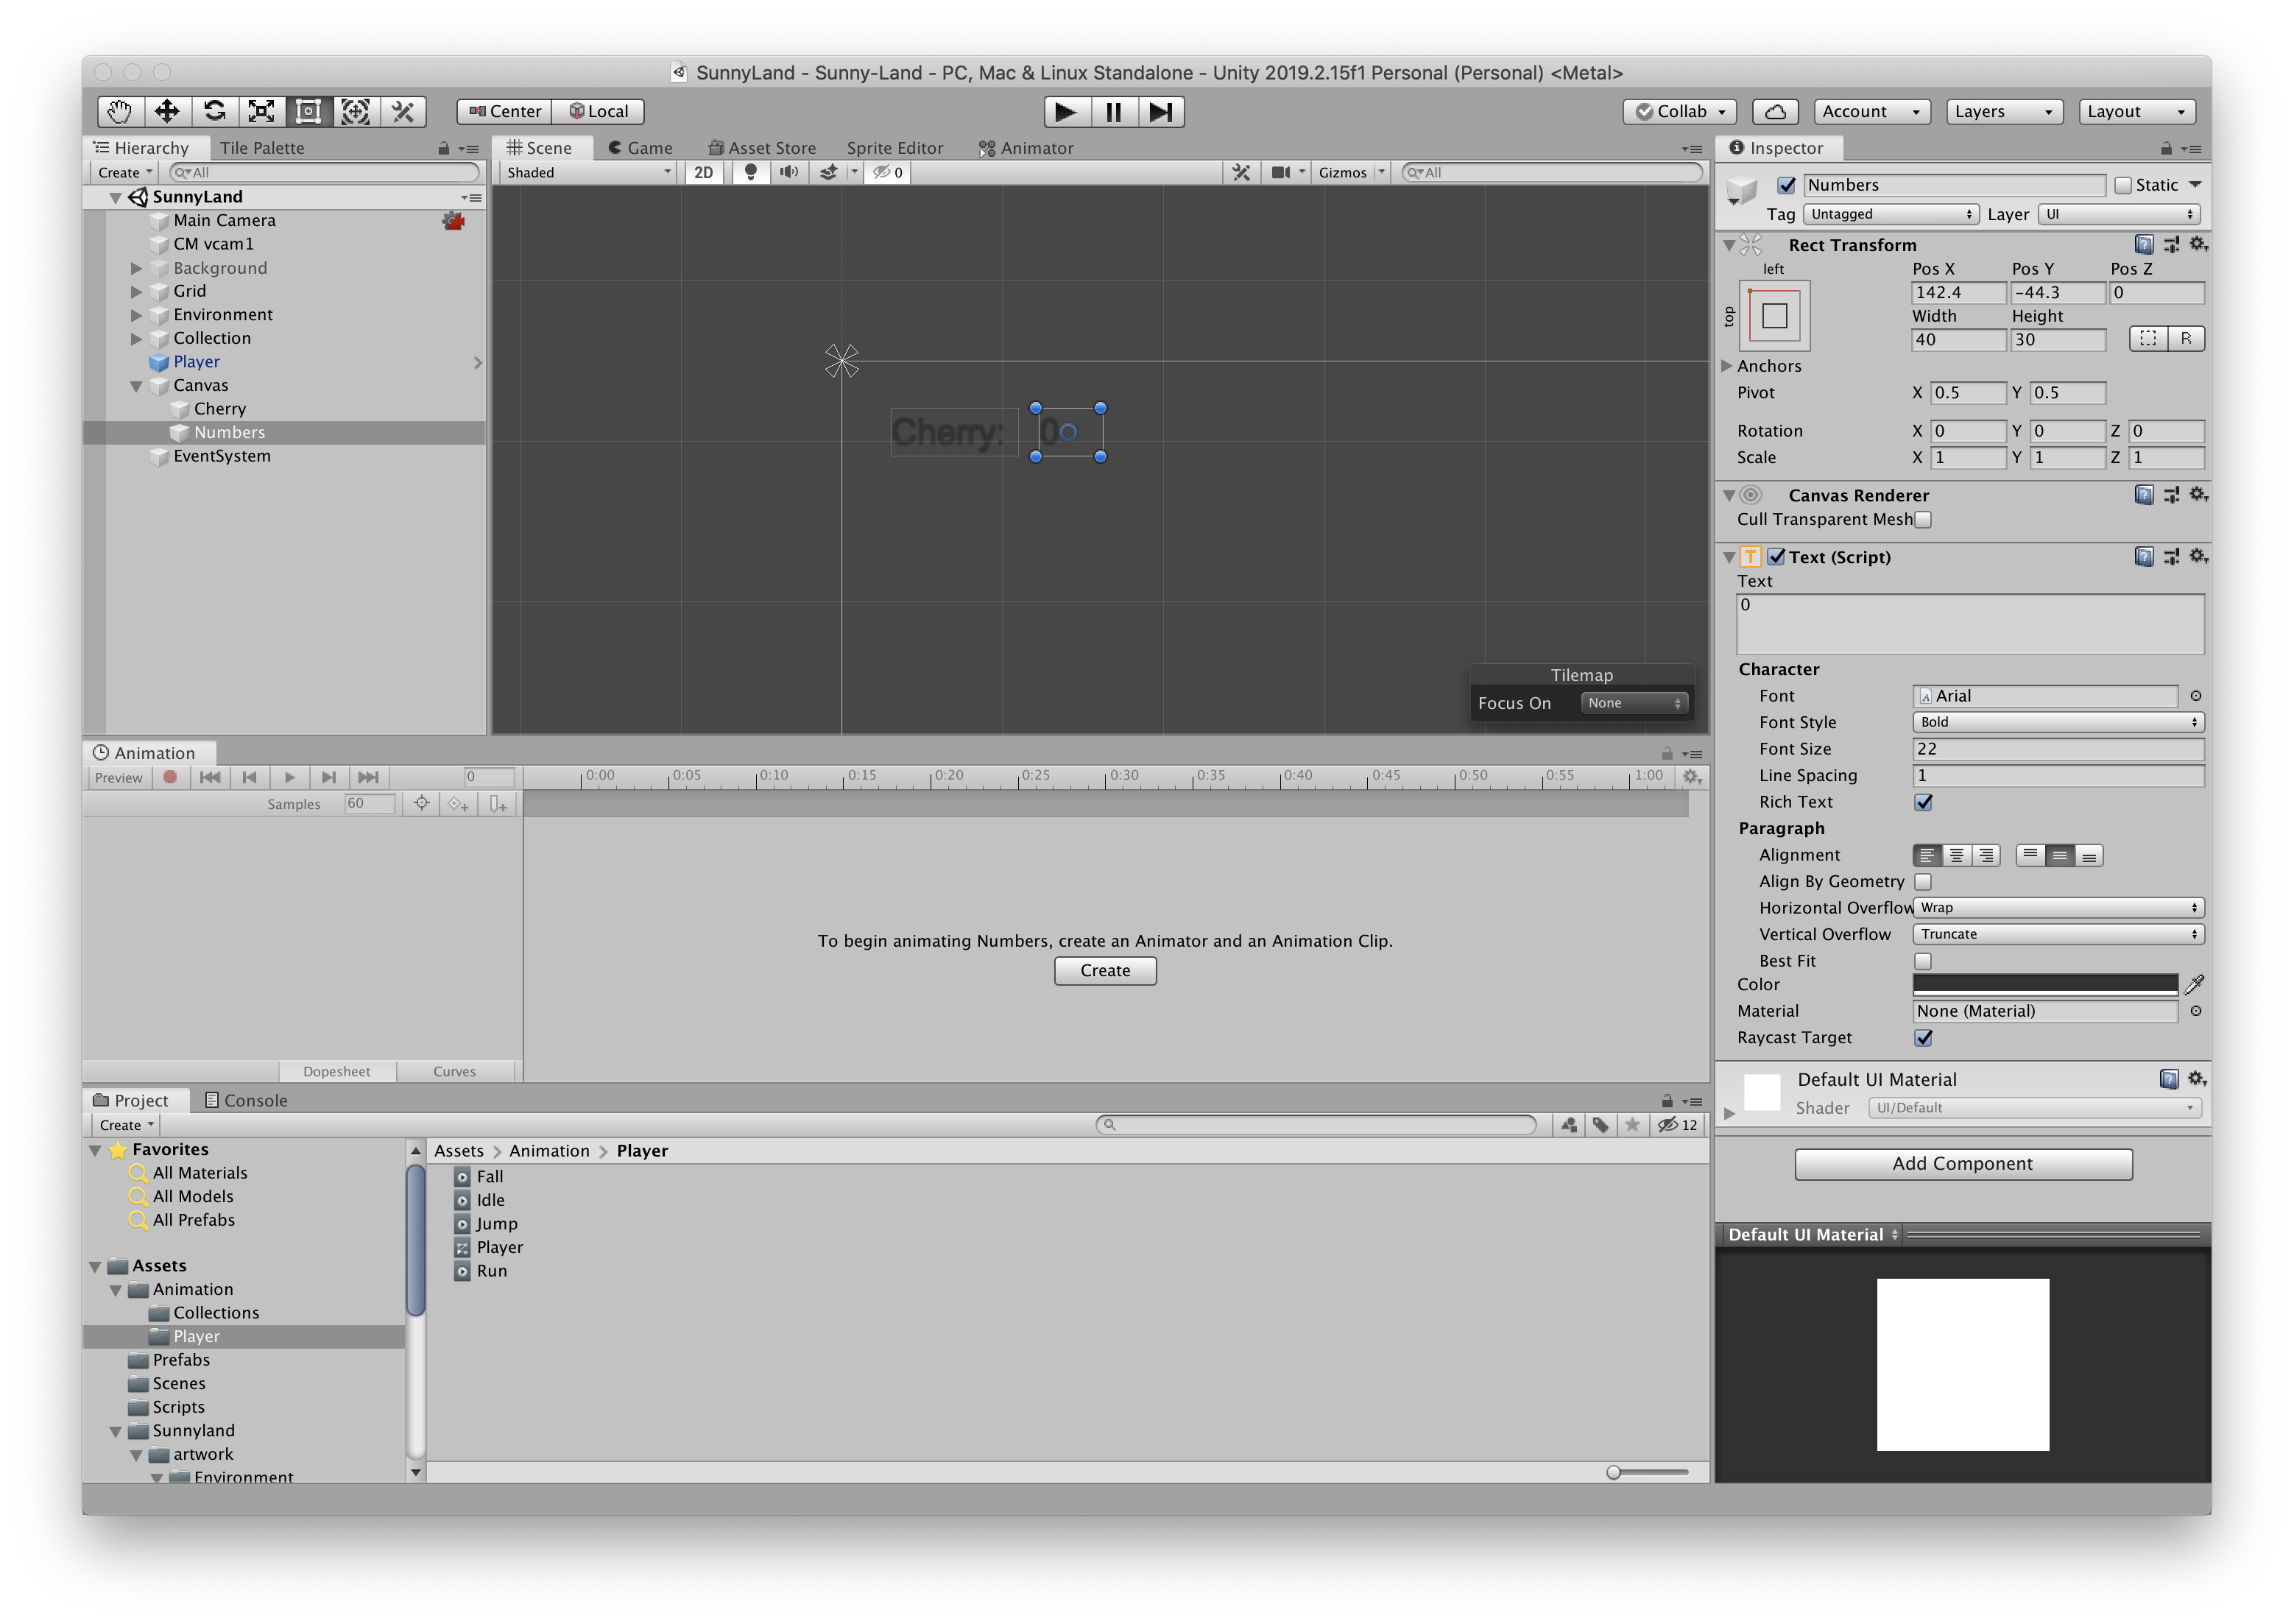 SunnyLand - Sunny-Land - PC, Mac & Linux Standalone - Unity 2019.2.15f1 Personal (Personal) <Metal>
Center Local Collab Account Layers Layout
Hierarchy Tile Palette
Create All
SunnyLand
Main Camera
CM vcam1
Background
Grid
Environment
Collection
Player
Canvas
Cherry
Numbers
EventSystem
Scene Game Asset Store Sprite Editor Animator
Shaded 2D 0 Gizmos All
Cherry: 0
Tilemap
Focus On None
Inspector
Numbers Static
Tag Untagged Layer UI
Rect Transform
left Pos X Pos Y Pos Z
top 142.4 -44.3 0
Width Height
40 30 R
Anchors
Pivot X 0.5 Y 0.5
Rotation X 0 Y 0 Z 0
Scale X 1 Y 1 Z 1
Canvas Renderer
Cull Transparent Mesh
T Text (Script)
Text
0
Character
Font Arial
Font Style Bold
Font Size 22
Line Spacing 1
Rich Text
Paragraph
Alignment
Align By Geometry
Horizontal Overflow Wrap
Vertical Overflow Truncate
Best Fit
Color
Material None (Material)
Raycast Target
Default UI Material
Shader UI/Default
Add Component
Default UI Material
Animation
Preview 0 0:00 0:05 0:10 0:15 0:20 0:25 0:30 0:35 0:40 0:45 0:50 0:55 1:00
Samples 60
To begin animating Numbers, create an Animator and an Animation Clip.
Create
Dopesheet Curves
Project Console
Create 12
Favorites
All Materials
All Models
All Prefabs
Assets
Animation
Collections
Player
Prefabs
Scenes
Scripts
Sunnyland
artwork
Environment
Assets > Animation > Player
Fall
Idle
Jump
Player
Run